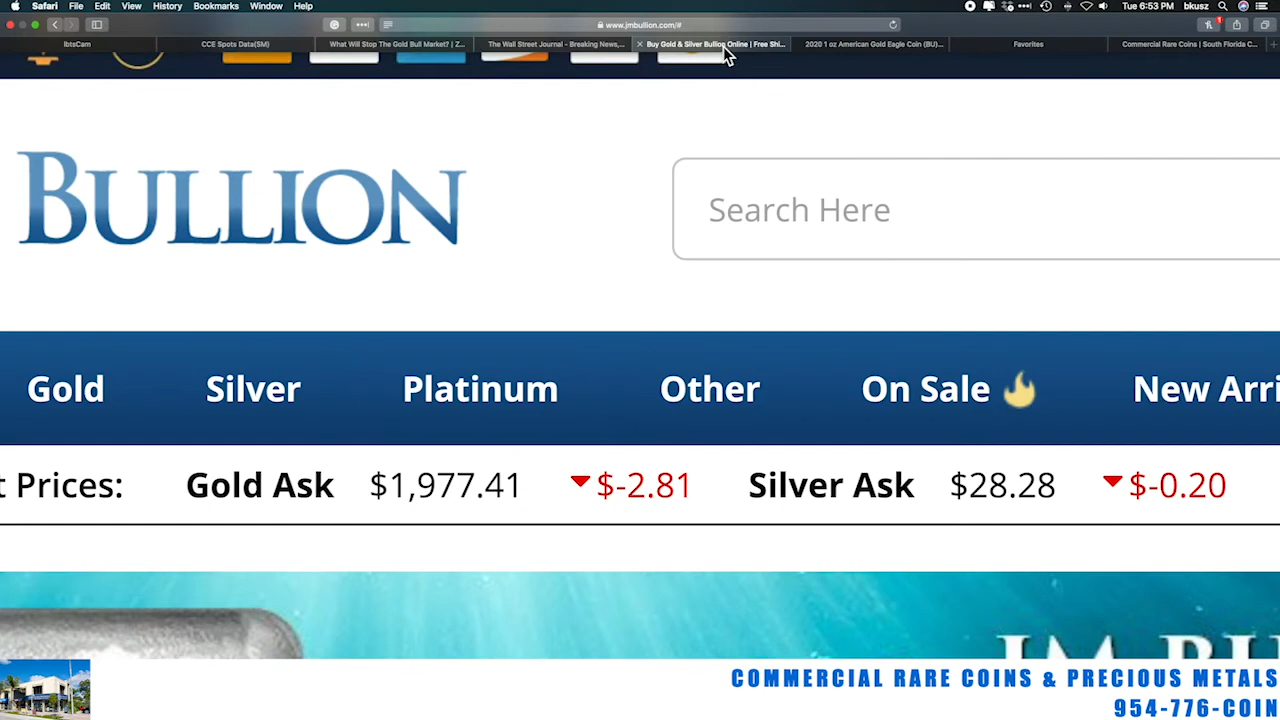 Safari File Edit View History Bookmarks Window Help Tue 6:53 PM bkusz
www.jmbullion.com/#
IbtsCam CCE Spots Data(SM) What Will Stop The Gold Bull Market? | Z... The Wall Street Journal - Breaking News,... Buy Gold & Silver Bullion Online | Free Shi... 2020 1 oz American Gold Eagle Coin (BU)... Favorites Commercial Rare Coins | South Florida C...
BULLION
Search Here
Gold Silver Platinum Other On Sale New Arri
t Prices: Gold Ask $1,977.41 $-2.81 Silver Ask $28.28 $-0.20
JM BU
COMMERCIAL RARE COINS & PRECIOUS METALS
954-776-COIN